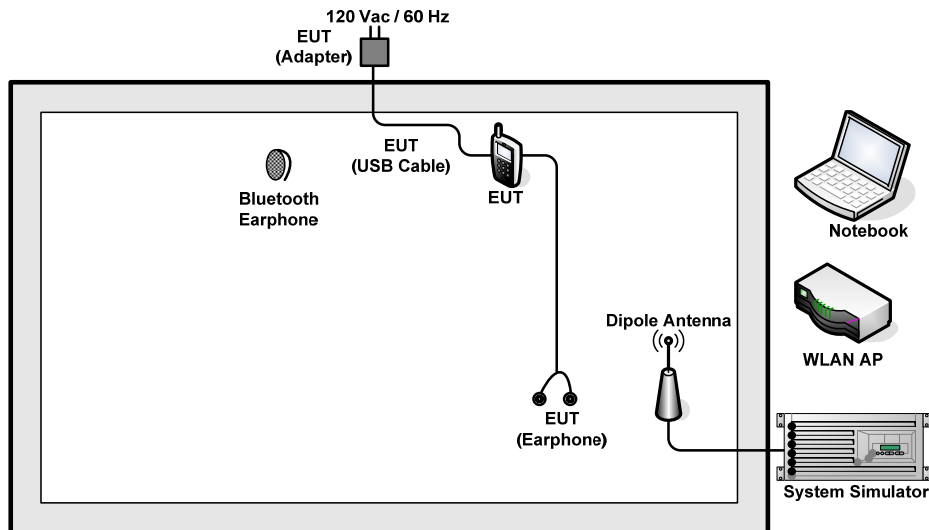 120 Vac / 60 Hz
EUT
(Adapter)
EUT
(USB Cable)
EUT
Bluetooth
Earphone
Notebook
Dipole Antenna
WLAN AP
EUT
(Earphone)
System Simulator